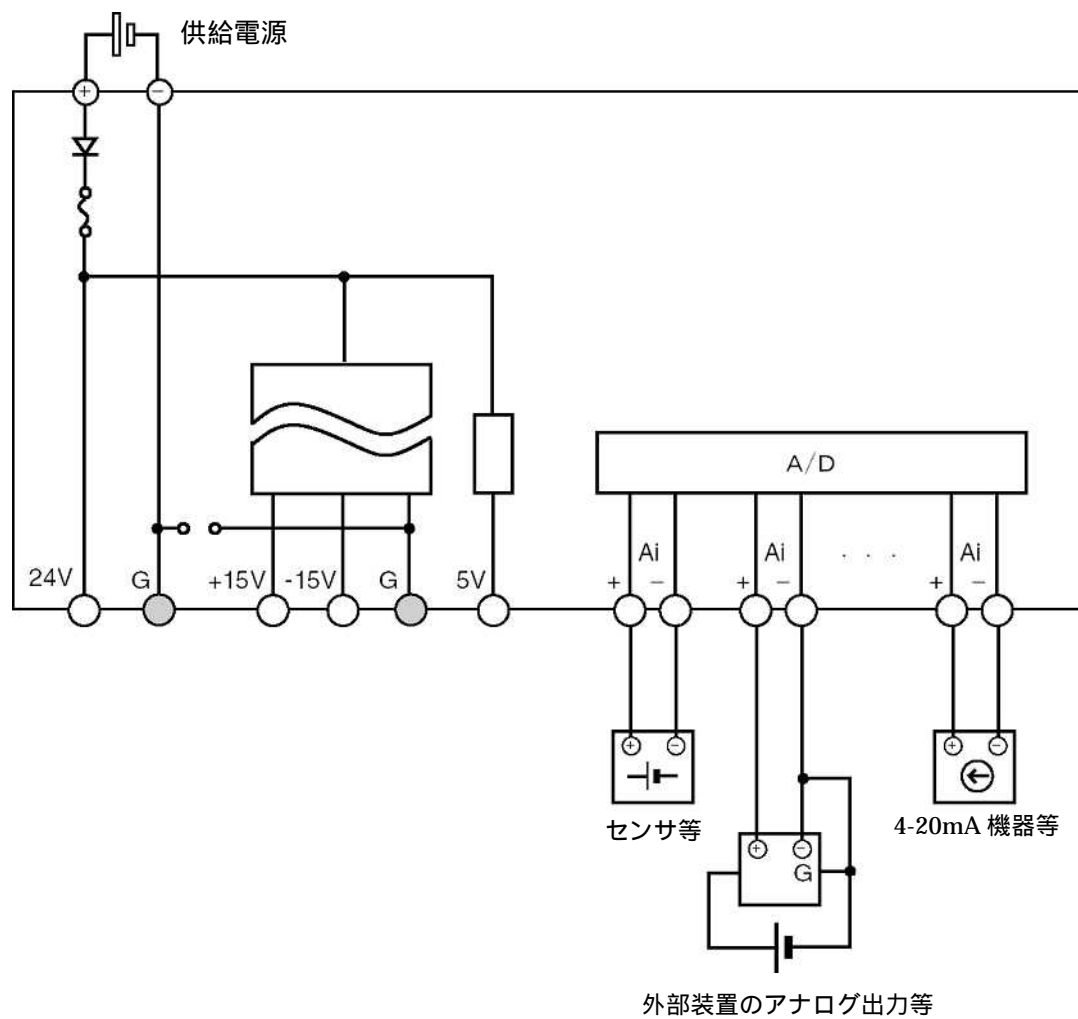 供給電源
+ −
A/D
Ai Ai · · · Ai
+ − + − + −
24V G +15V -15V G 5V
+ −
+ −
センサ等
4-20mA 機器等
+ −
G
外部装置のアナログ出力等